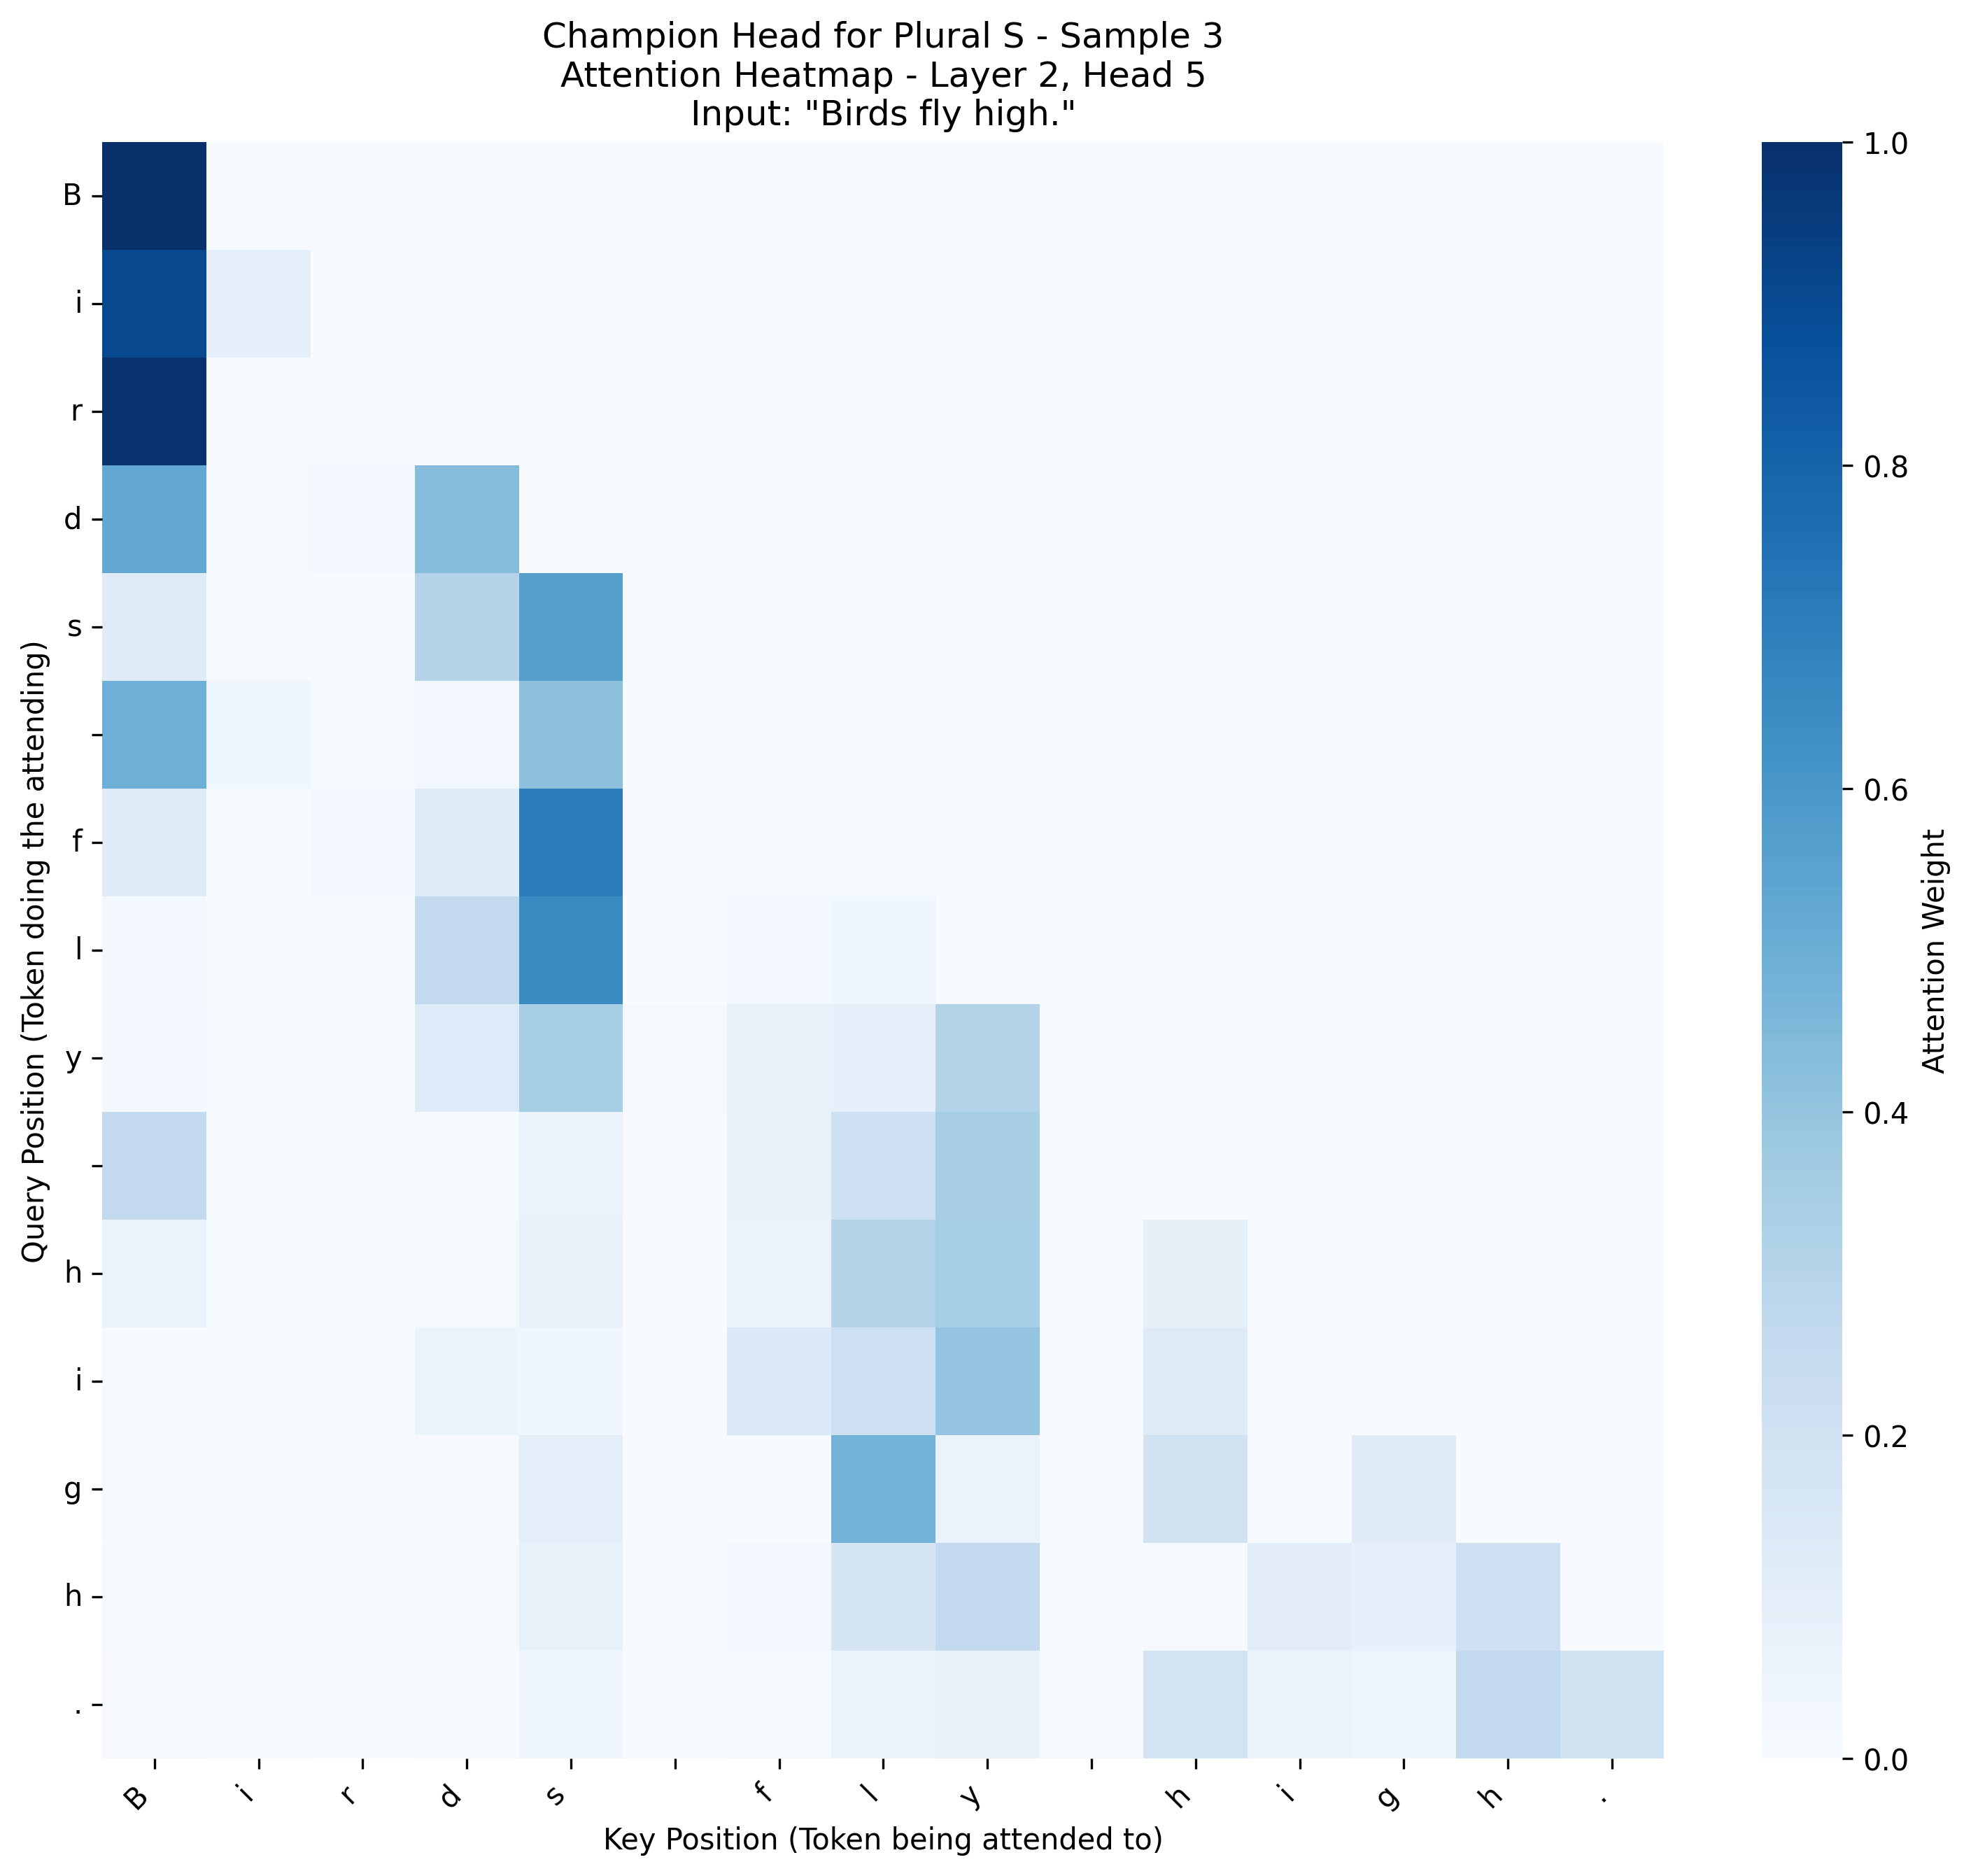 Champion Head for Plural S - Sample 3
Attention Heatmap - Layer 2, Head 5
Input: "Birds fly high."
Query Position (Token doing the attending)
B
i
r
d
s
f
l
y
h
i
g
h
.
B
i
r
d
s
f
l
y
h
i
g
h
.
Key Position (Token being attended to)
1.0
0.8
0.6
0.4
0.2
0.0
Attention Weight